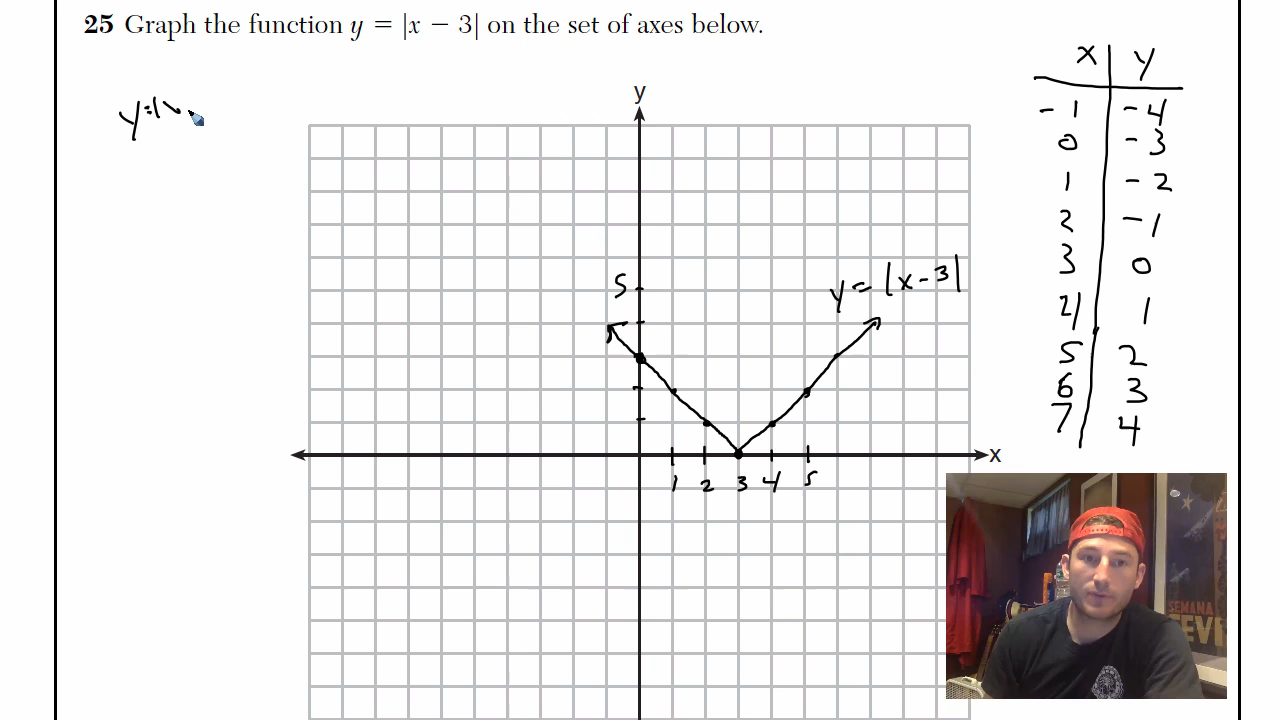 25 Graph the function y = |x − 3| on the set of axes below.
x y
y=|x
-1 -4
0 -3
1 -2
2 -1
3 0
4 1
5 2
6 3
7 4
y
5
y = |x-3|
x
1 2 3 4 5
SEMANA
EVI